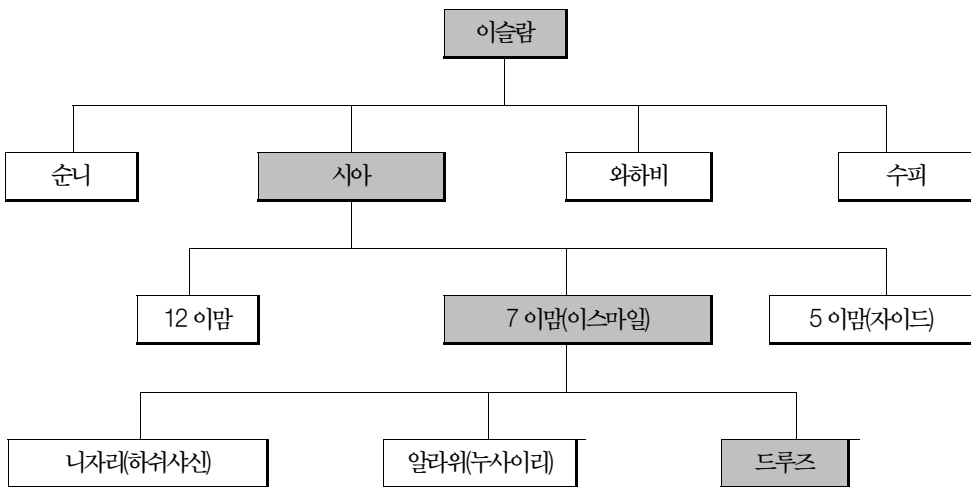 이슬람
순니
시아
와하비
수피
12 이맘
7 이맘(이스마일)
5 이맘(자이드)
니자리(하쉬샤신)
알라위(누사이리)
드루즈